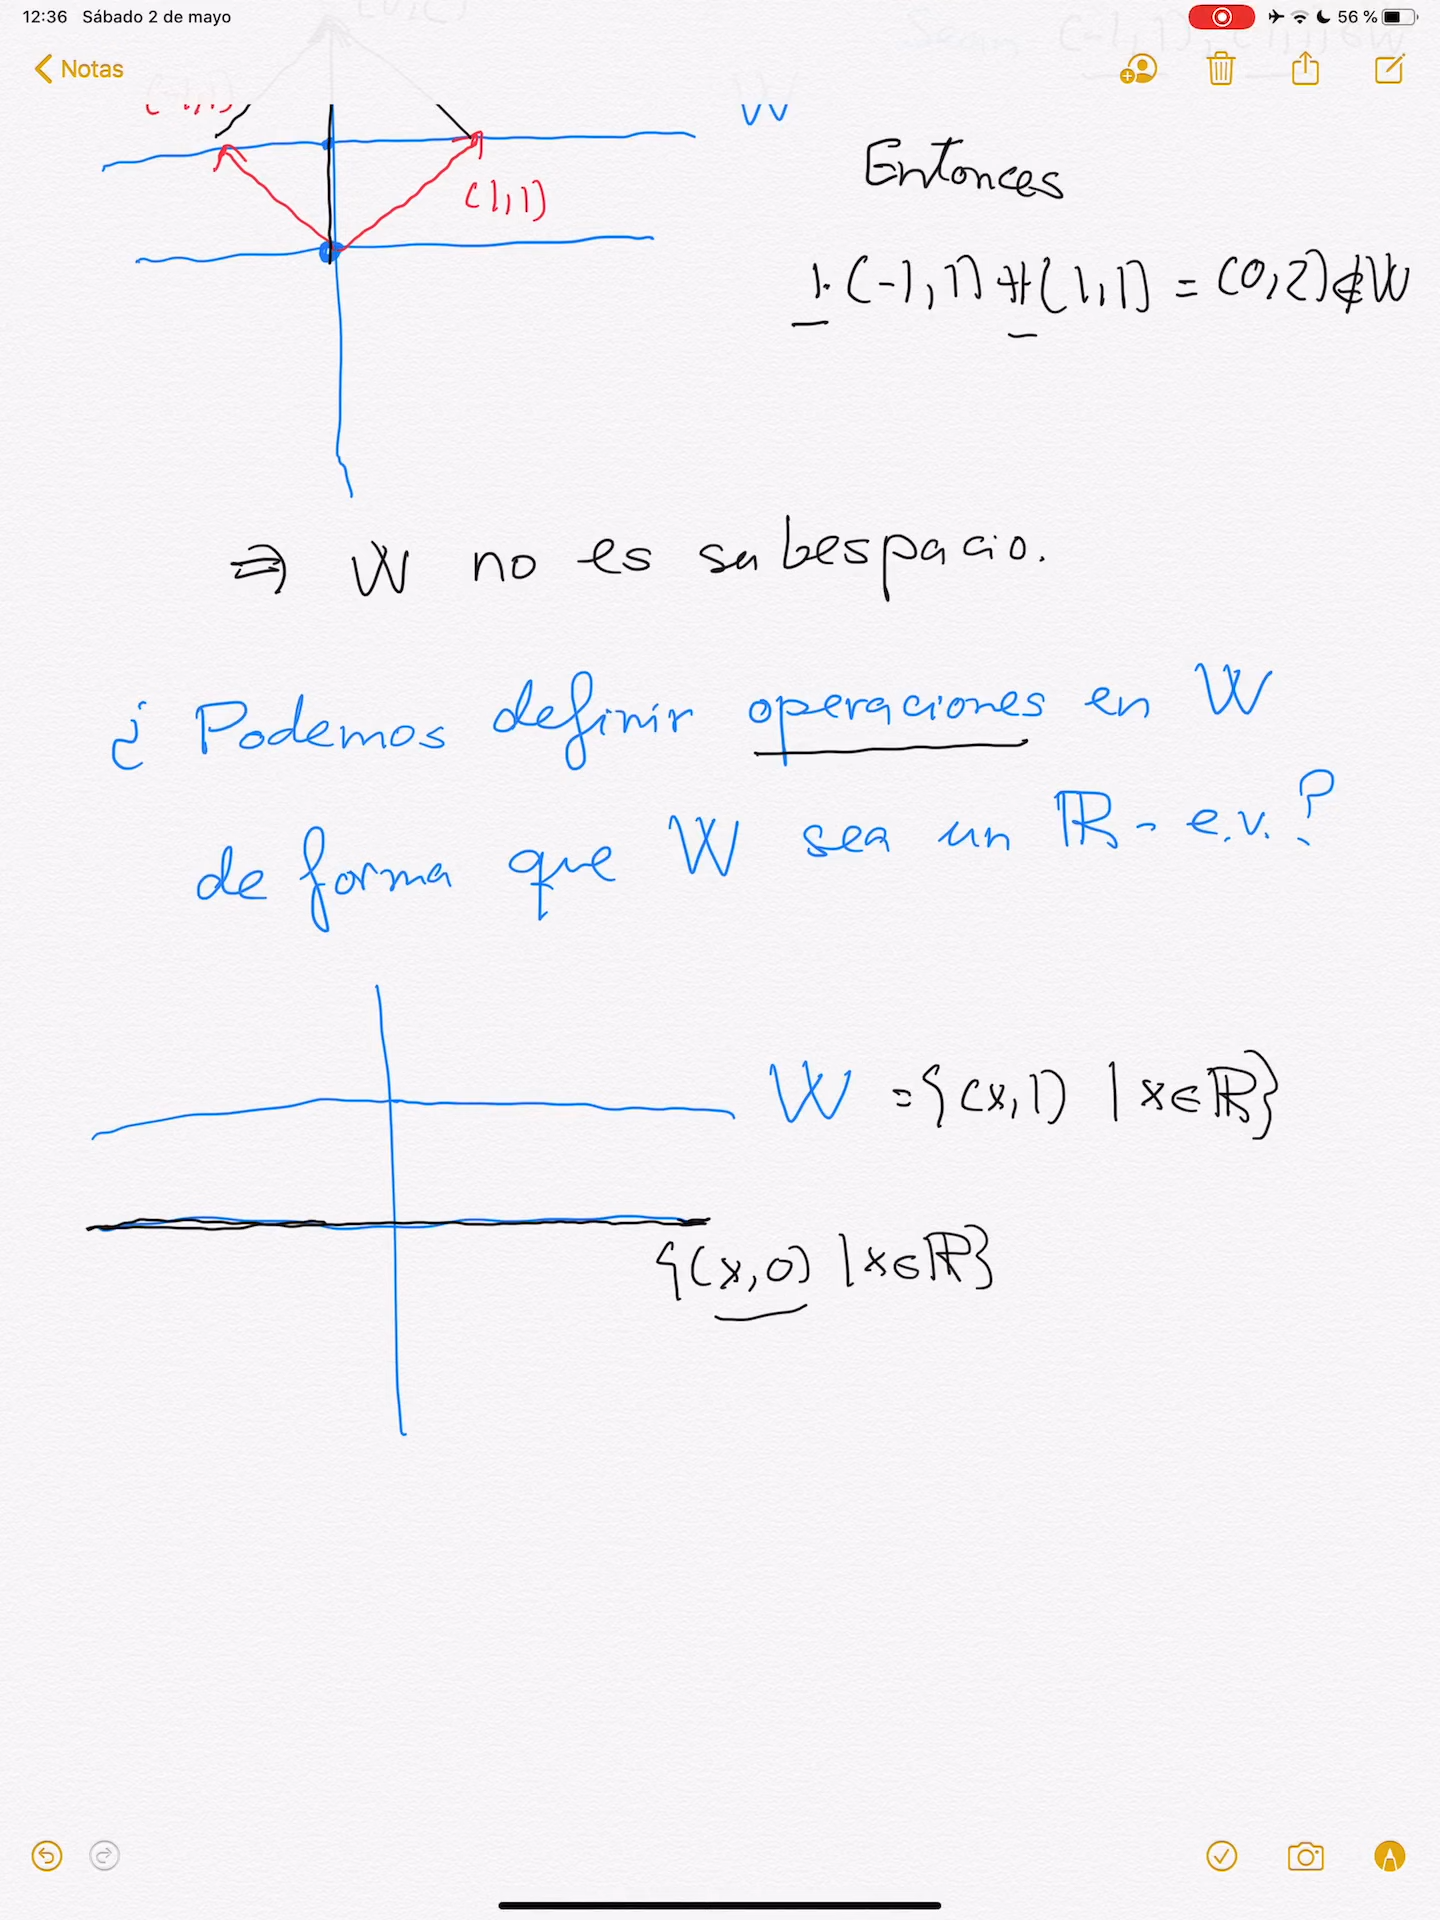 12:36 Sábado 2 de mayo
56 %
Notas
W
Entonces
(1,1)
1·(-1,1)+1(1,1) = (0,2)∉W
⇒ W no es subespacio.
¿Podemos definir operaciones en W
de forma que W sea un ℝ-e.v.?
W = {(x,1) | x∈ℝ}
{(x,0) | x∈ℝ}